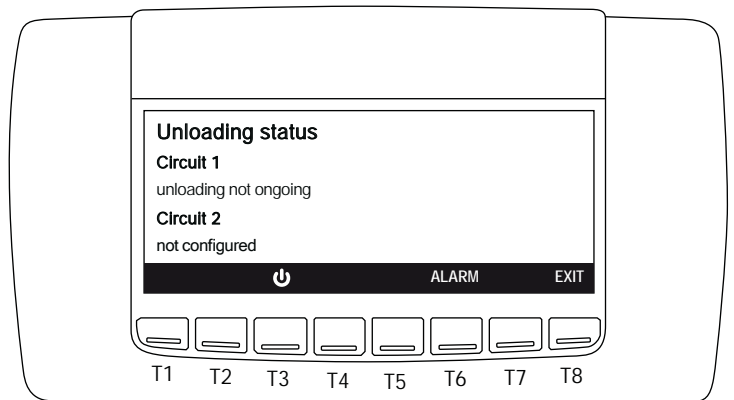 Unloading status
Circuit 1
unloading not ongoing
Circuit 2
not configured
ALARM EXIT
T1 T2 T3 T4 T5 T6 T7 T8